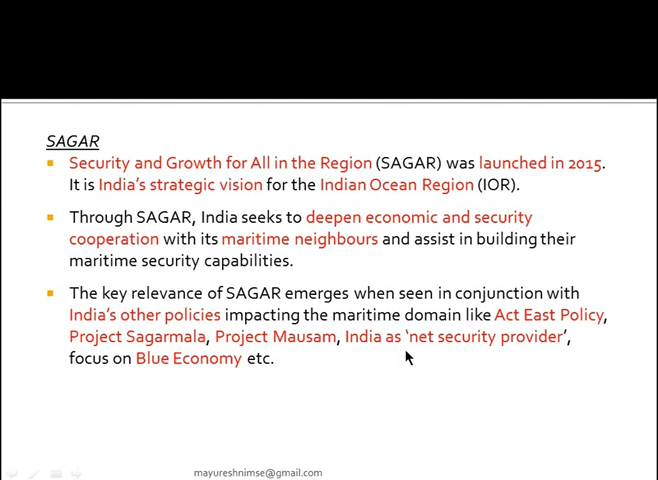 SAGAR
Security and Growth for All in the Region (SAGAR) was launched in 2015.
It is India's strategic vision for the Indian Ocean Region (IOR).
Through SAGAR, India seeks to deepen economic and security
cooperation with its maritime neighbours and assist in building their
maritime security capabilities.
The key relevance of SAGAR emerges when seen in conjunction with
India's other policies impacting the maritime domain like Act East Policy,
Project Sagarmala, Project Mausam, India as 'net security provider',
focus on Blue Economy etc.
mayureshnimse@gmail.com